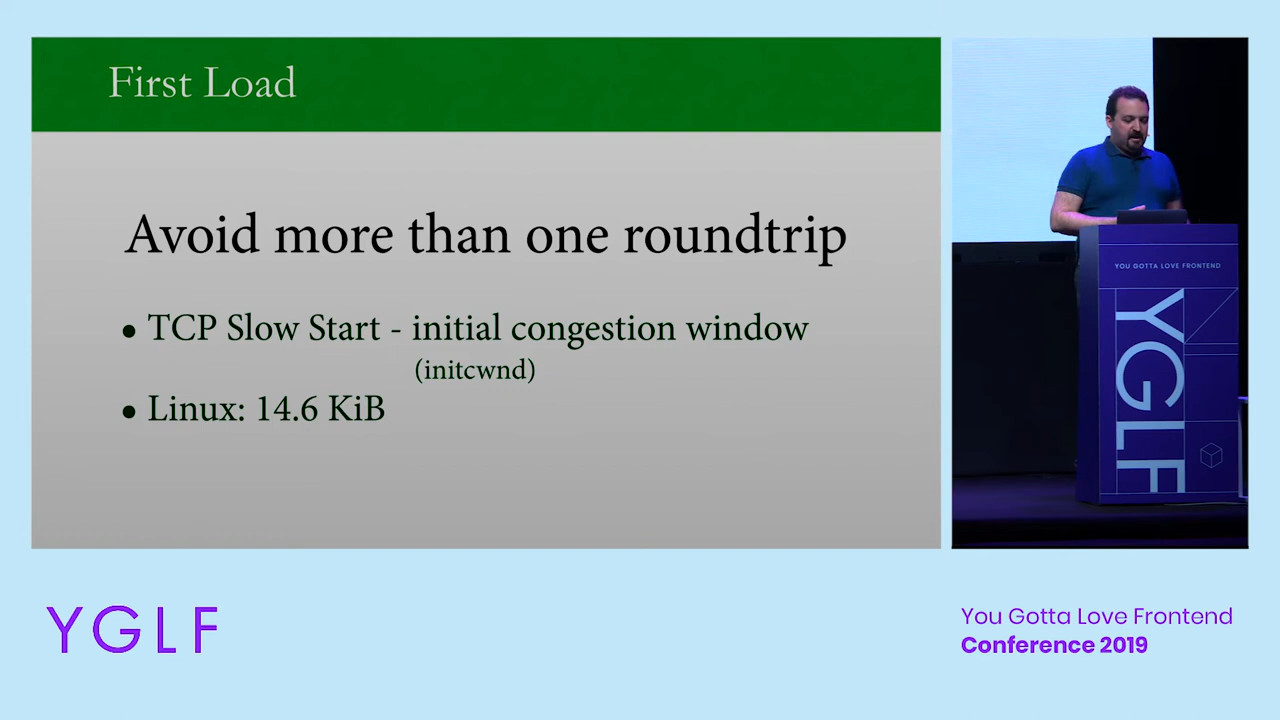 First Load
Avoid more than one roundtrip
• TCP Slow Start - initial congestion window
(initcwnd)
• Linux: 14.6 KiB
YOU GOTTA LOVE FRONTEND
YGLF
YGLF
You Gotta Love Frontend
Conference 2019